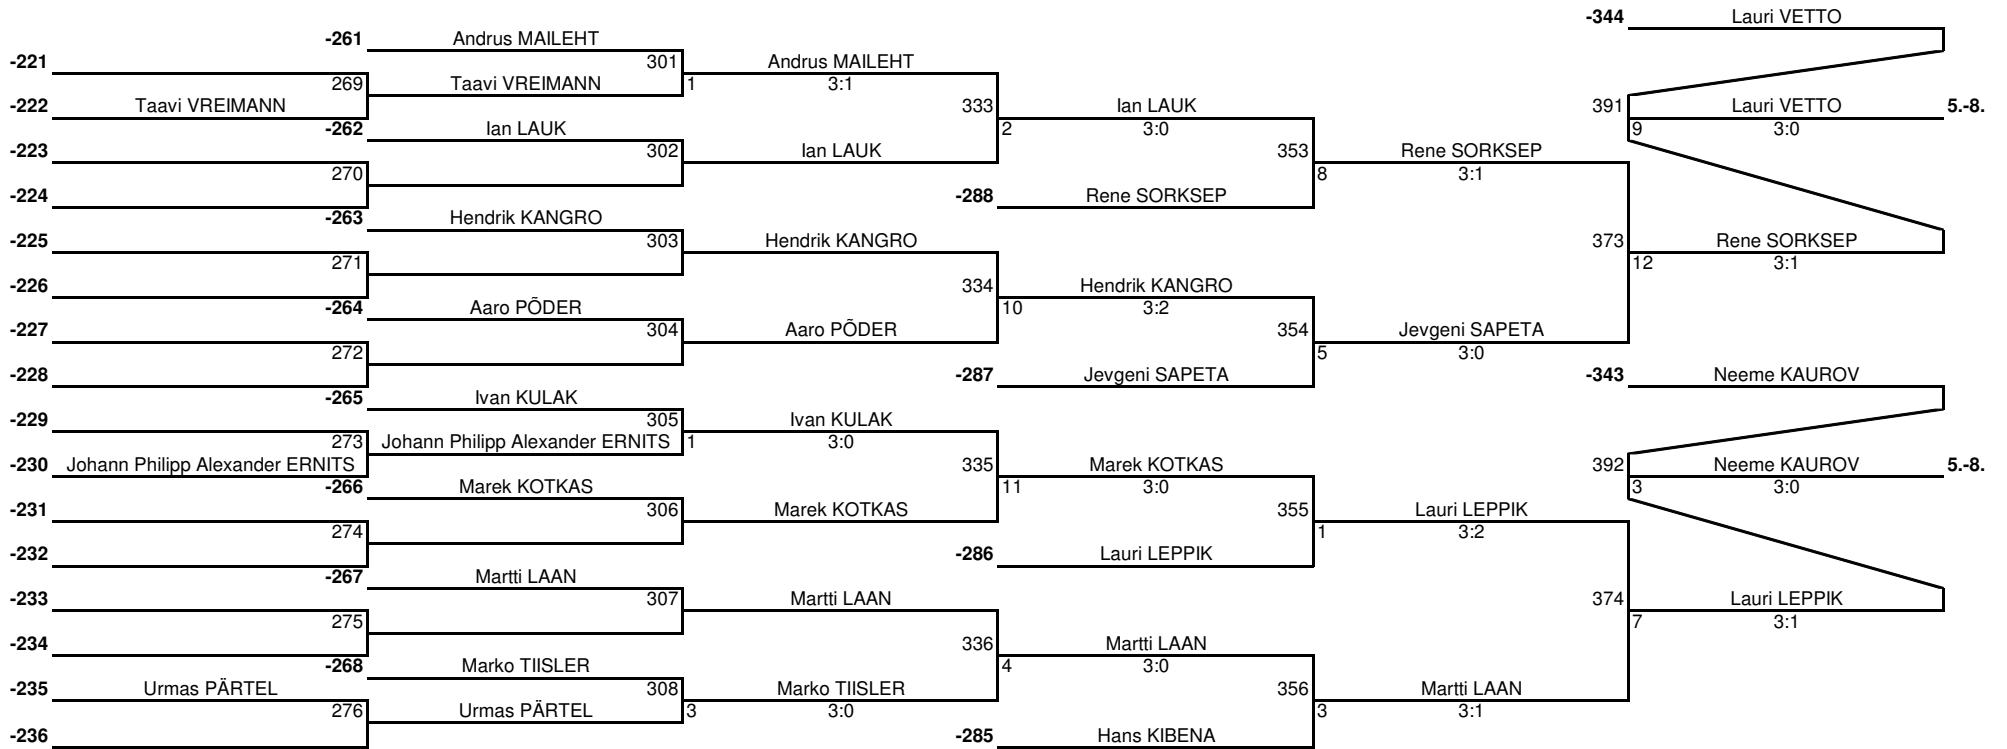 -344 Lauri VETTO
-261 Andrus MAILEHT
-221 301 Andrus MAILEHT
269 Taavi VREIMANN 1 3:1
-222 Taavi VREIMANN 333 Ian LAUK 391 Lauri VETTO 5.-8.
-262 Ian LAUK 2 3:0 9 3:0
-223 302 Ian LAUK 353 Rene SORKSEP
270 8 3:1
-224 -288 Rene SORKSEP
-263 Hendrik KANGRO
-225 303 Hendrik KANGRO 373 Rene SORKSEP
271 12 3:1
-226 334 Hendrik KANGRO
-264 Aaro PÕDER 10 3:2
-227 304 Aaro PÕDER 354 Jevgeni SAPETA
272 5 3:0
-228 -287 Jevgeni SAPETA -343 Neeme KAUROV
-265 Ivan KULAK
-229 305 Ivan KULAK
273 Johann Philipp Alexander ERNITS 1 3:0
-230 Johann Philipp Alexander ERNITS 335 Marek KOTKAS 392 Neeme KAUROV 5.-8.
-266 Marek KOTKAS 11 3:0 3 3:0
-231 306 Marek KOTKAS 355 Lauri LEPPIK
274 1 3:2
-232 -286 Lauri LEPPIK
-267 Martti LAAN
-233 307 Martti LAAN 374 Lauri LEPPIK
275 7 3:1
-234 336 Martti LAAN
-268 Marko TIISLER 4 3:0
-235 Urmas PÄRTEL 308 Marko TIISLER 356 Martti LAAN
276 Urmas PÄRTEL 3 3:0 3 3:1
-236 -285 Hans KIBENA